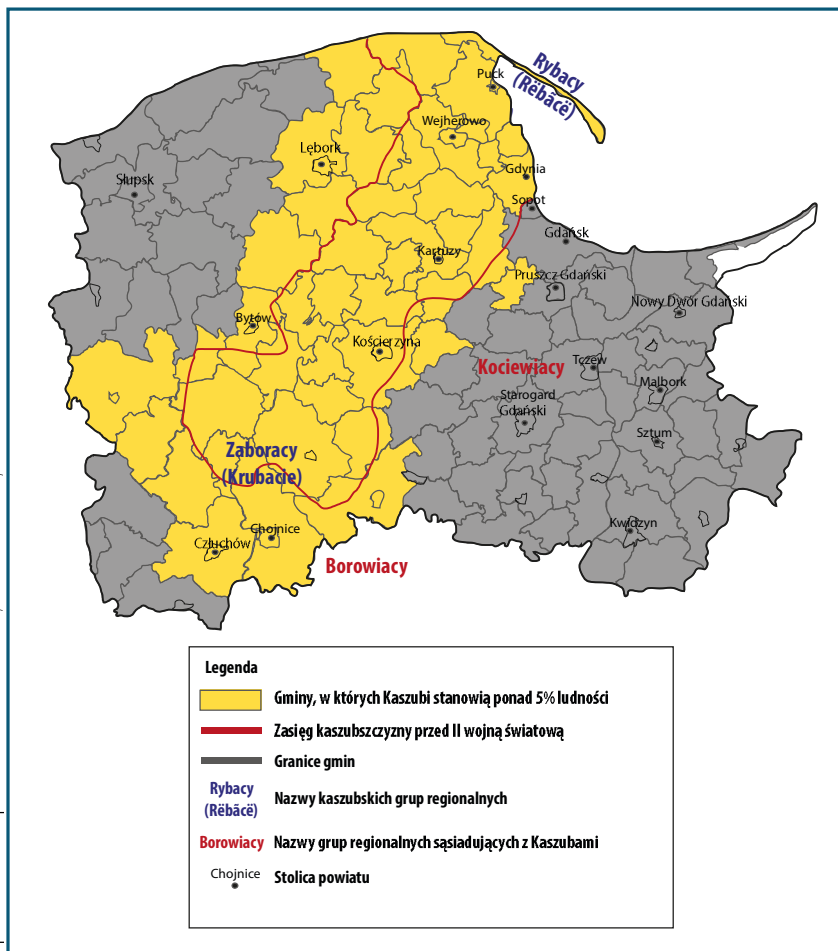 Rybacy
(Rëbãcë)
Puck
Wejherowo
Lębork
Gdynia
Słupsk
Sopot
Gdańsk
Kartuzy
Pruszcz Gdański
Nowy Dwór Gdański
Bytów
Kościerzyna
Kociewiacy
Tczew
Malbork
Starogard
Gdański
Sztum
Zaboracy
(Krubacie)
Chojnice
Człuchów
Kwidzyn
Borowiacy
Legenda
Gminy, w których Kaszubi stanowią ponad 5% ludności
Zasięg kaszubszczyzny przed II wojną światową
Granice gmin
Rybacy
(Rëbãcë)
Nazwy kaszubskich grup regionalnych
Borowiacy Nazwy grup regionalnych sąsiadujących z Kaszubami
Chojnice Stolica powiatu